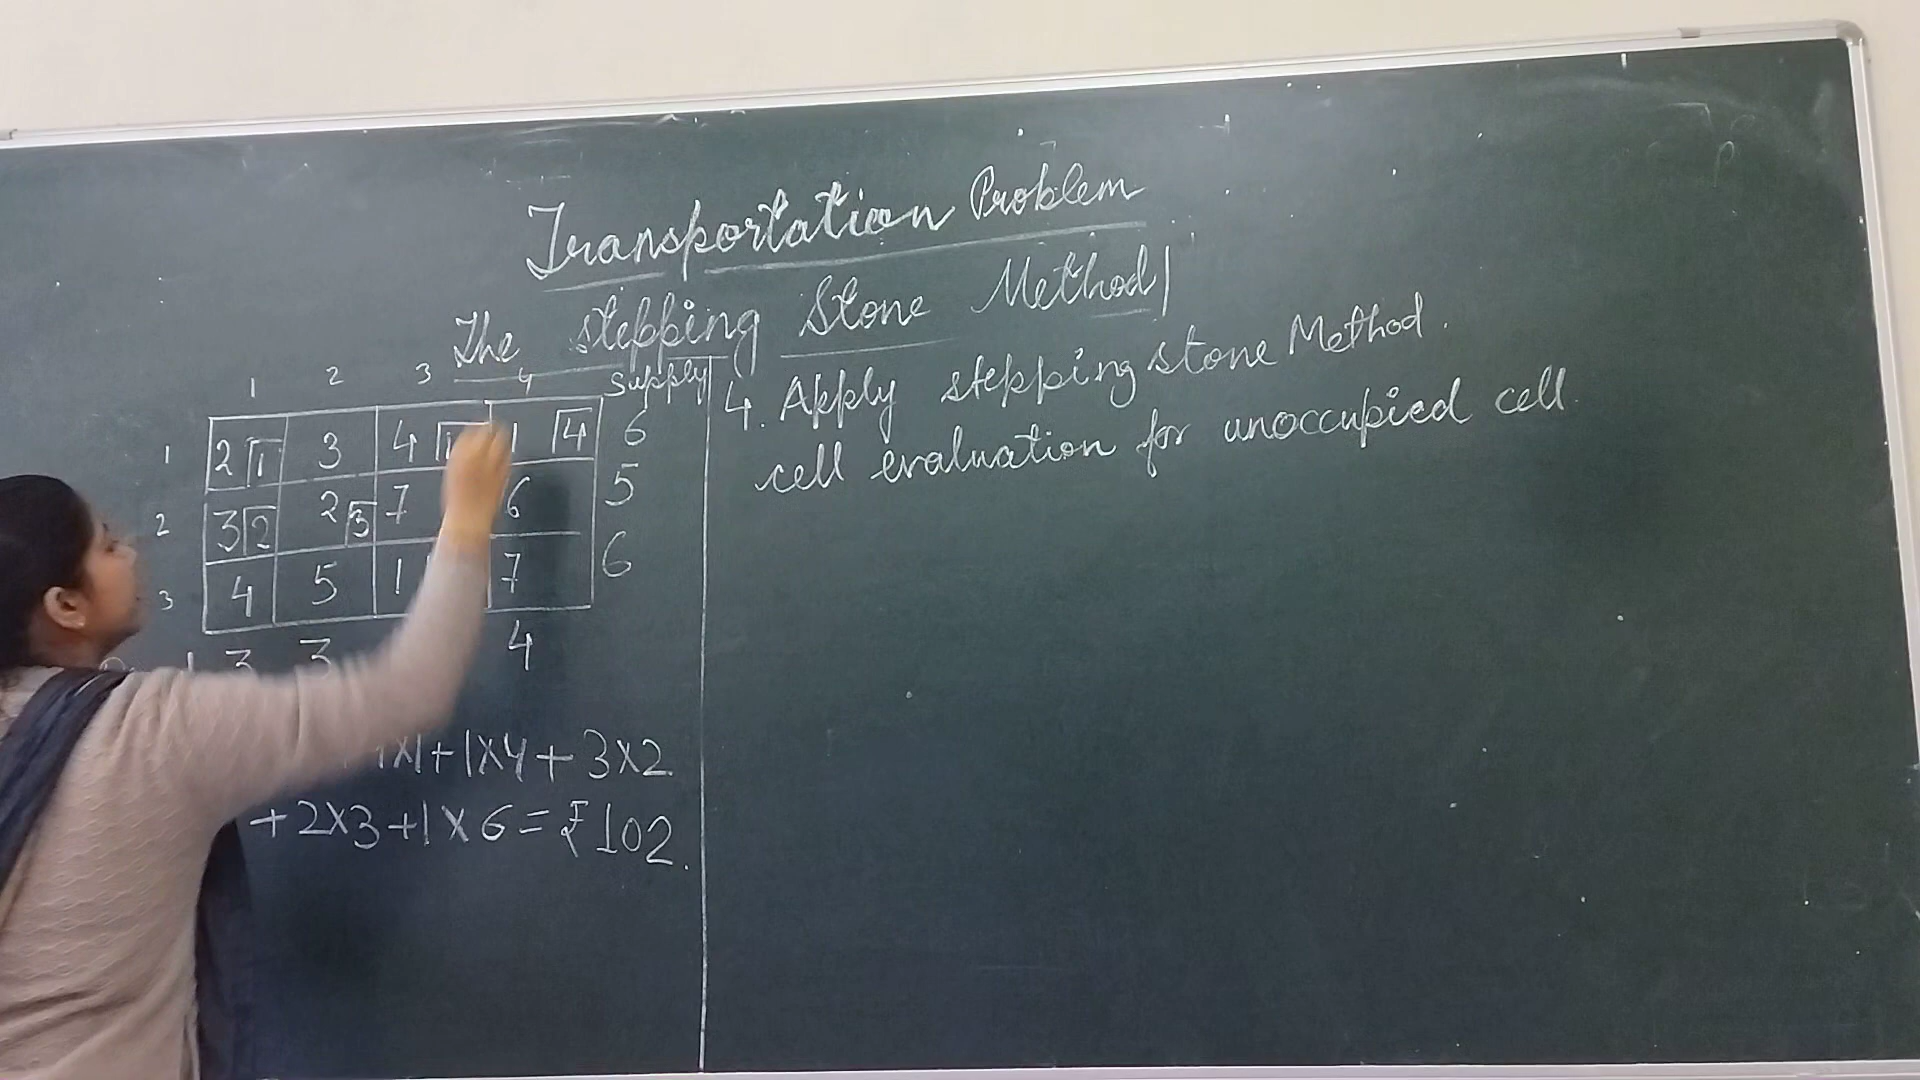 Transportation Problem
The stepping Stone Method
1 2 3 4 Supply
1 2 1 3 4 1 1 4 6
2 3 2 2 3 7 6 5
3 4 5 1 7 6
3 3 4
4x1+1x4+3x2
+2x3+1x6=₹102.
4. Apply stepping stone Method.
cell evaluation for unoccupied cell